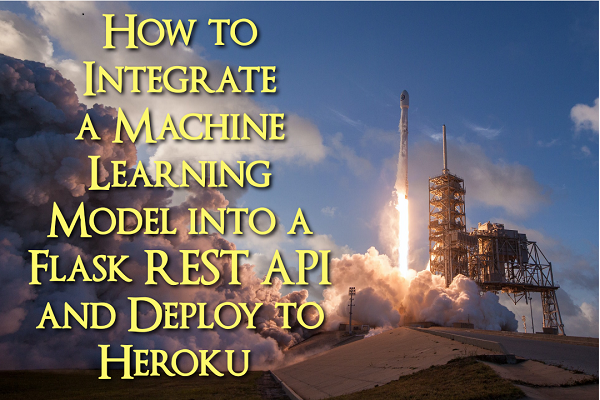 How to
Integrate
a Machine
Learning
Model into a
Flask REST API
and Deploy to
Heroku